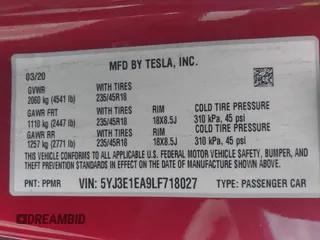 MFD BY TESLA, INC.
03/20
GVWR WITH TIRES
2060 kg (4541 lb) 235/45R18
GAWR FRT WITH TIRES RIM COLD TIRE PRESSURE
1110 kg (2447 lb) 235/45R18 18X8.5J 310 kPa, 45 psi
GAWR RR WITH TIRES RIM COLD TIRE PRESSURE
1257 kg (2771 lb) 235/45R18 18X8.5J 310 kPa, 45 psi
THIS VEHICLE CONFORMS TO ALL APPLICABLE U.S. FEDERAL MOTOR VEHICLE SAFETY, BUMPER, AND THEFT PREVENTION STANDARDS IN EFFECT ON THE DATE OF MANUFACTURE SHOWN ABOVE.
PNT: PPMR VIN: 5YJ3E1EA9LF718027 TYPE: PASSENGER CAR
DREAMBID